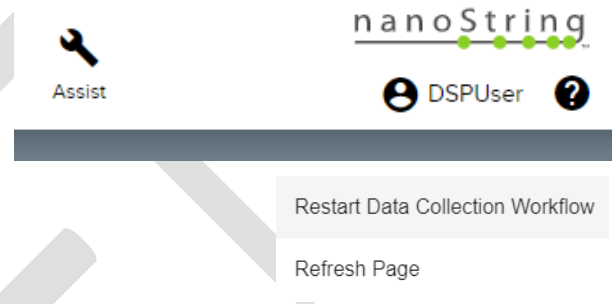 nanoString
Assist
DSPUser
?
Restart Data Collection Workflow
Refresh Page